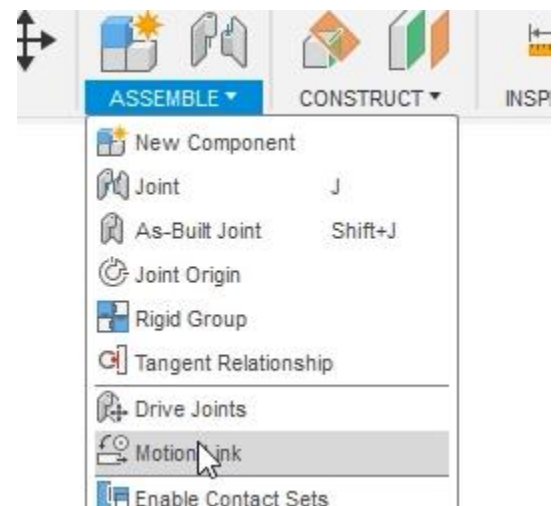 ASSEMBLE CONSTRUCT
New Component
Joint J
As-Built Joint Shift+J
Joint Origin
Rigid Group
Tangent Relationship
Drive Joints
Motion Link
Enable Contact Sets